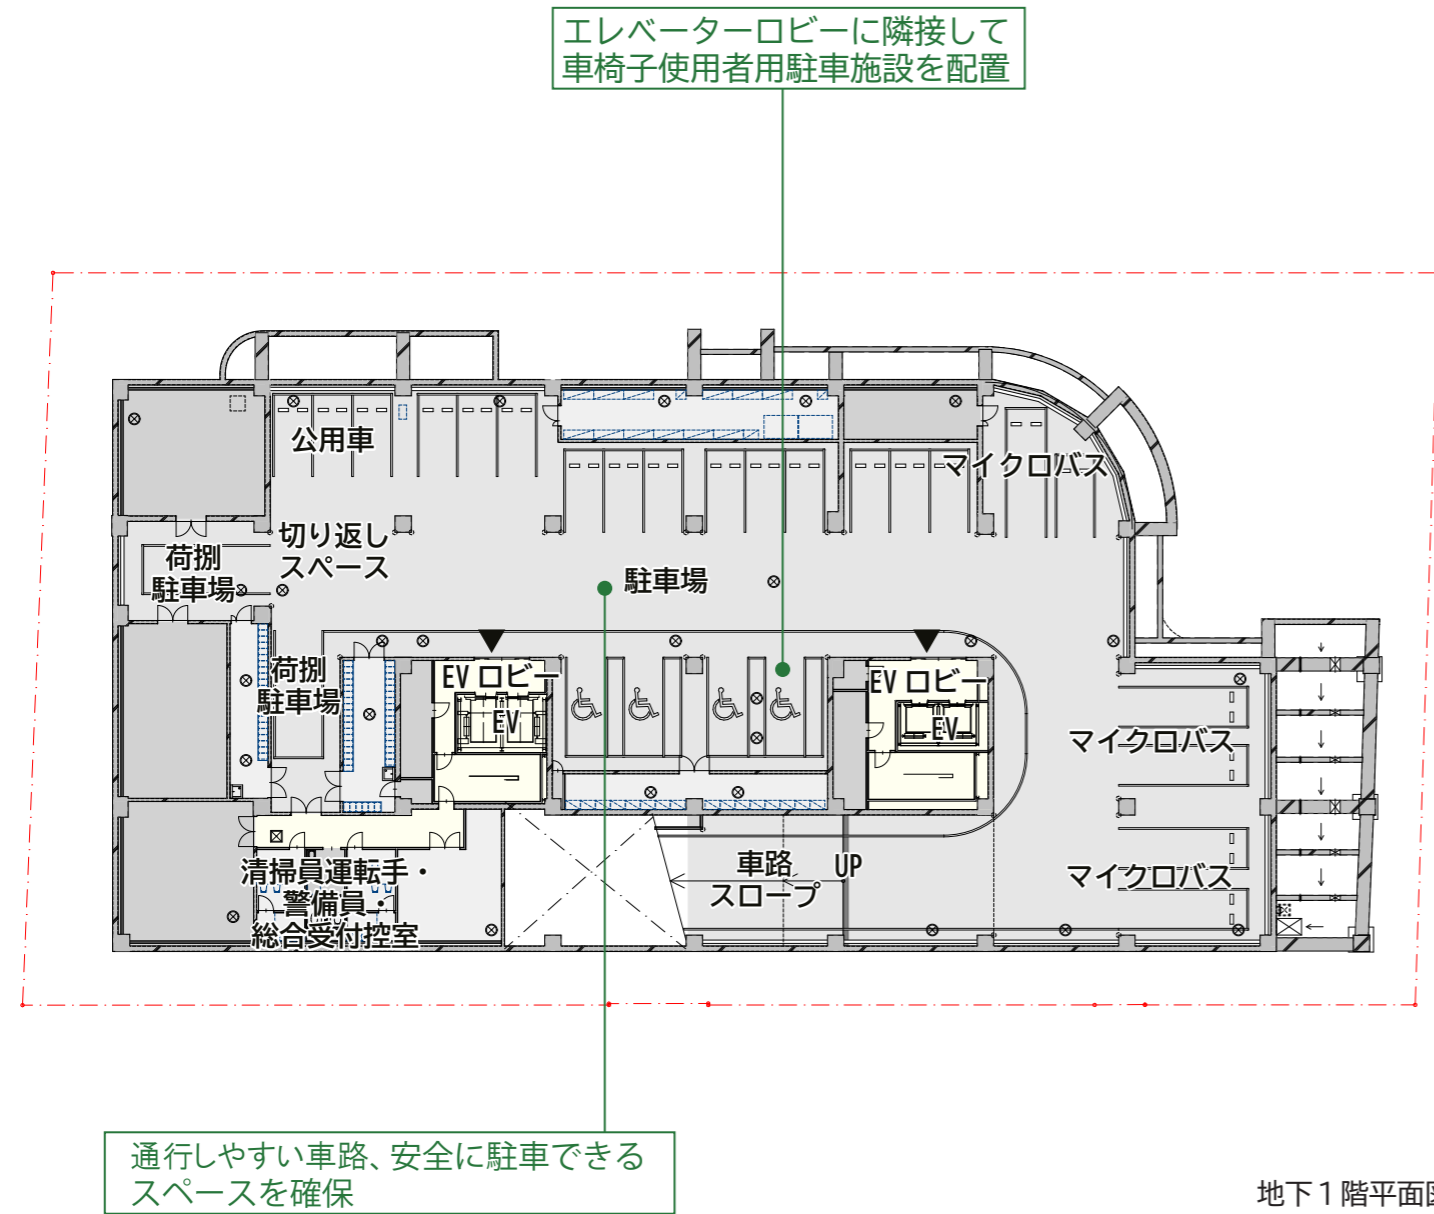 エレベーターロビーに隣接して
車椅子使用者用駐車施設を配置
公用車
マイクロバス
切り返し
スペース
荷捌
駐車場
駐車場
荷捌
駐車場
EVロビー
EV
EVロビー
EV
マイクロバス
車路
スロープ
UP
マイクロバス
清掃員運転手・
警備員・
総合受付控室
通行しやすい車路、安全に駐車できる
スペースを確保
地下1階平面図